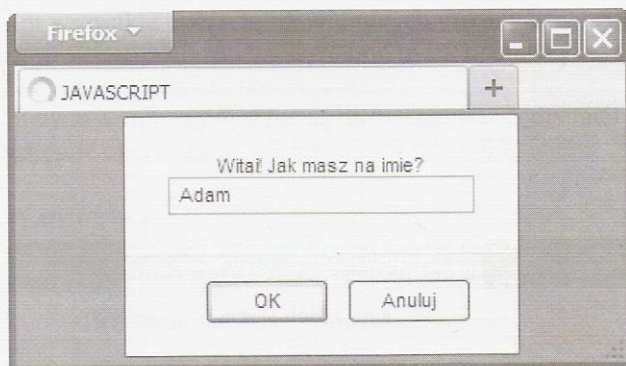 Firefox
JAVASCRIPT
+
Witaj! Jak masz na imie?
Adam
OK
Anuluj